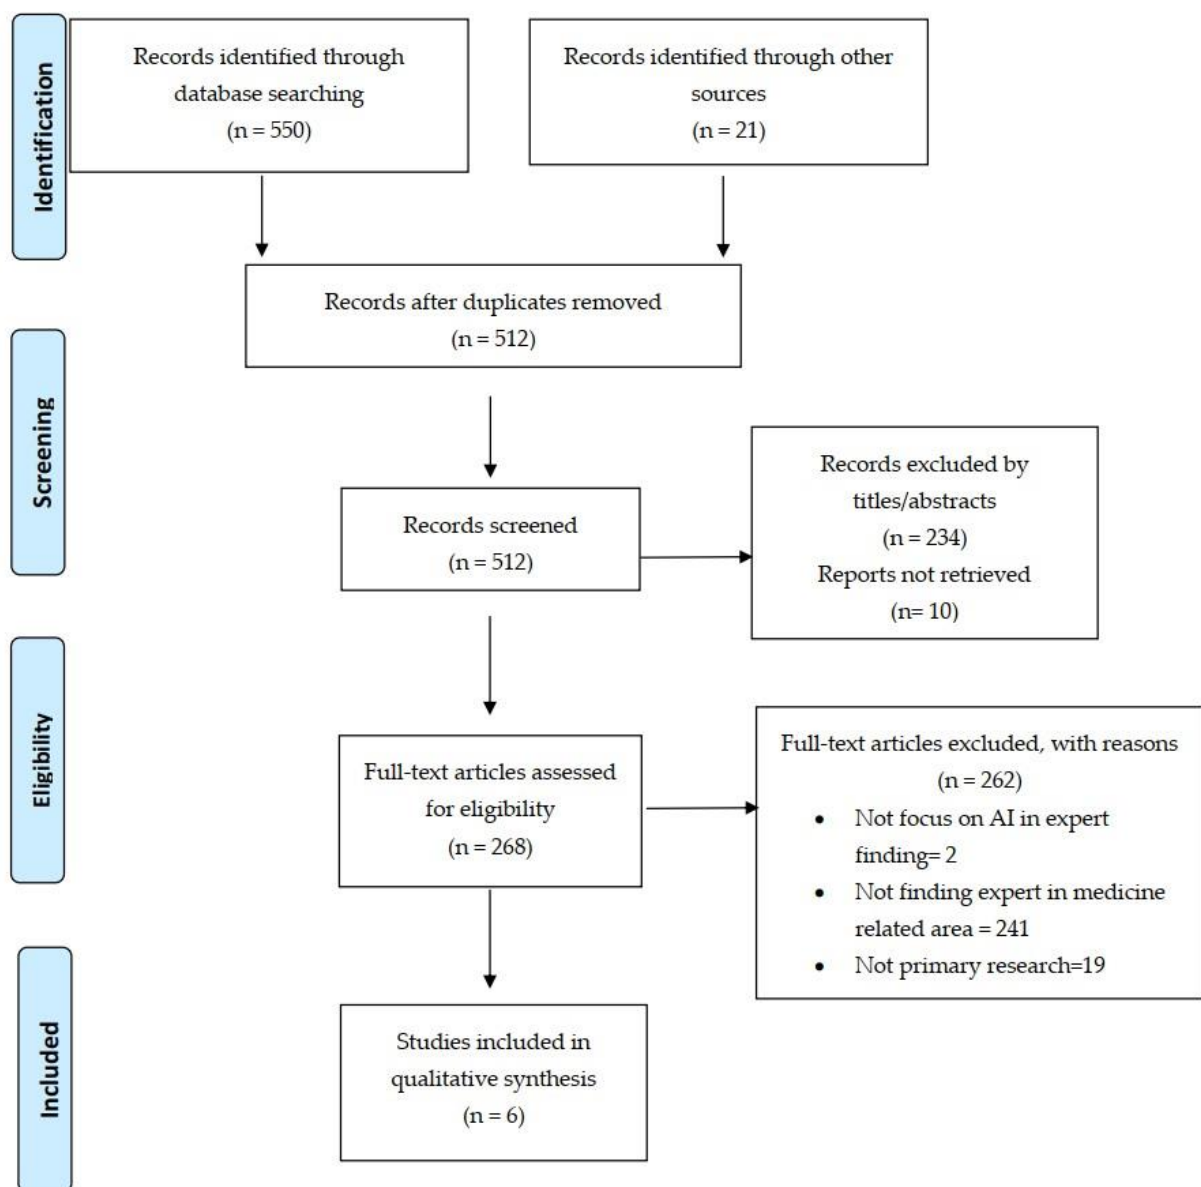 Identification
Records identified through
database searching
(n = 550)
Records identified through other
sources
(n = 21)
Records after duplicates removed
(n = 512)
Screening
Records screened
(n = 512)
Records excluded by
titles/abstracts
(n = 234)
Reports not retrieved
(n= 10)
Eligibility
Full-text articles assessed
for eligibility
(n = 268)
Full-text articles excluded, with reasons
(n = 262)
• Not focus on AI in expert
finding= 2
• Not finding expert in medicine
related area = 241
• Not primary research=19
Included
Studies included in
qualitative synthesis
(n = 6)